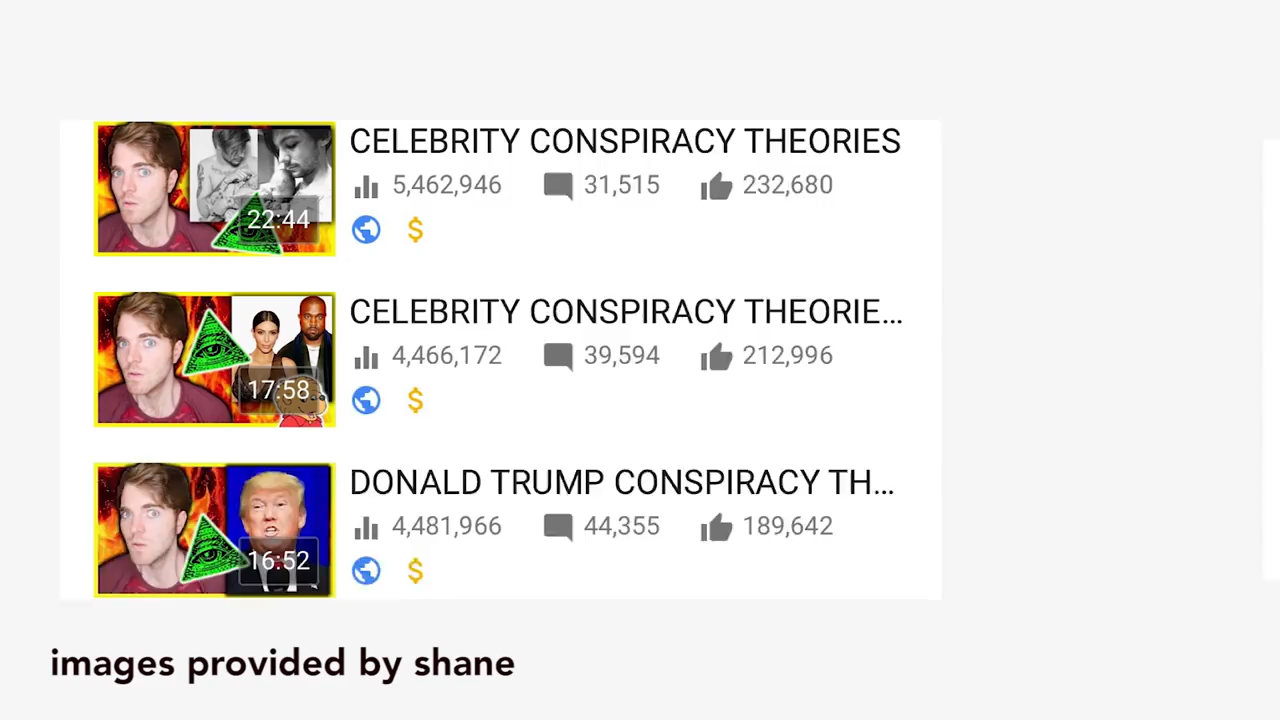 CELEBRITY CONSPIRACY THEORIES
5,462,946 31,515 232,680
22:44
$
CELEBRITY CONSPIRACY THEORIE...
4,466,172 39,594 212,996
17:58
$
DONALD TRUMP CONSPIRACY TH...
4,481,966 44,355 189,642
16:52
$
images provided by shane